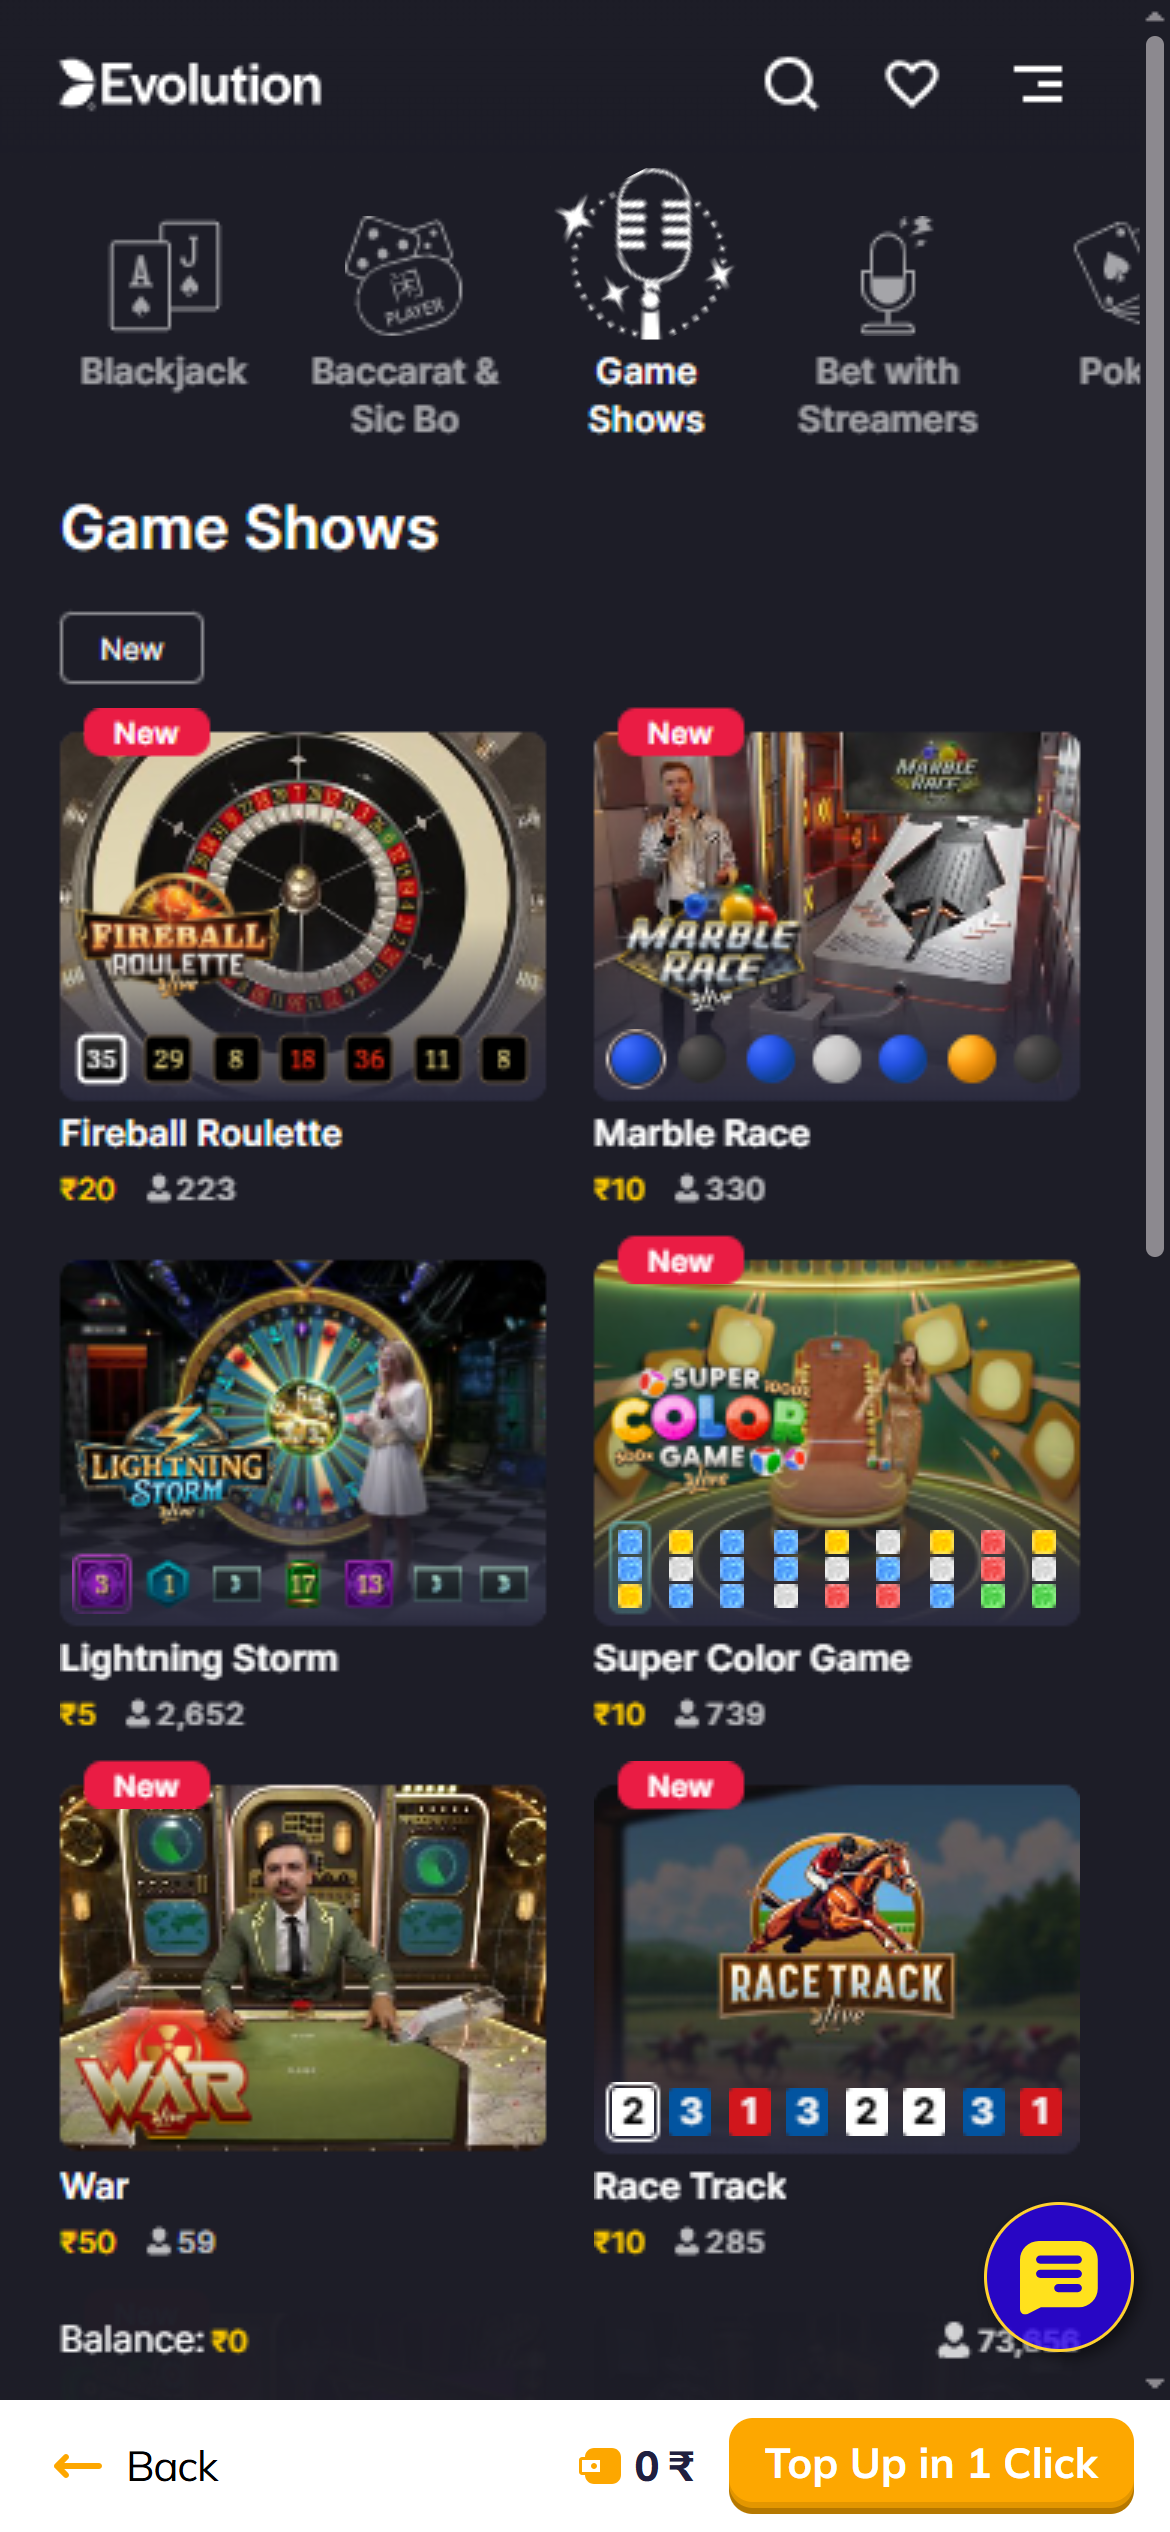 Evolution
A
J
闲
PLAYER
Blackjack
Baccarat &
Sic Bo
Game
Shows
Bet with
Streamers
Pok
Game Shows
New
New
FIREBALL
ROULETTE
live
35 29 8 18 36 11 8
Fireball Roulette
₹20 223
New
MARBLE
RACE
MARBLE
RACE
live
Marble Race
₹10 330
LIGHTNING
STORM
live
3 1 17 13
Lightning Storm
₹5 2,652
New
SUPER
COLOR
GAME
live
Super Color Game
₹10 739
New
WAR
live
War
₹50 59
New
RACE TRACK
live
2 3 1 3 2 2 3 1
Race Track
₹10 285
Balance: ₹0
73,656
Back
0 ₹
Top Up in 1 Click